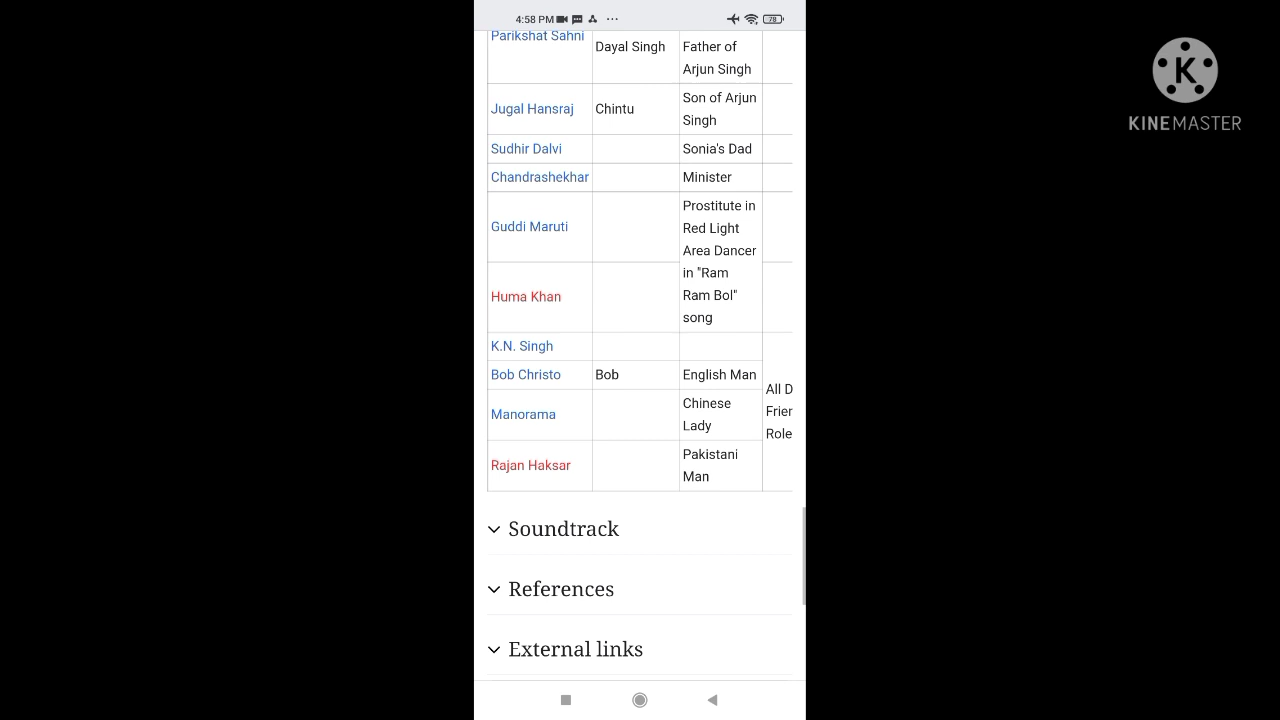 4:58 PM
78
KINEMASTER
Parikshat Sahni
Dayal Singh
Father of
Arjun Singh
Jugal Hansraj
Chintu
Son of Arjun
Singh
Sudhir Dalvi
Sonia's Dad
Chandrashekhar
Minister
Guddi Maruti
Prostitute in
Red Light
Area Dancer
in "Ram
Ram Bol"
song
Huma Khan
K.N. Singh
Bob Christo
Bob
English Man
All D
Frier
Role
Manorama
Chinese
Lady
Rajan Haksar
Pakistani
Man
Soundtrack
References
External links